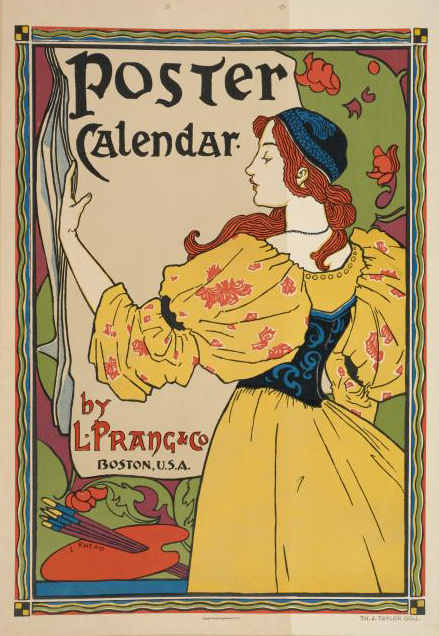 POSTER
Calendar.
by
L. PRANG & CO
BOSTON, U.S.A.
L RHEAD
TH. J. TAYLOR COLL.